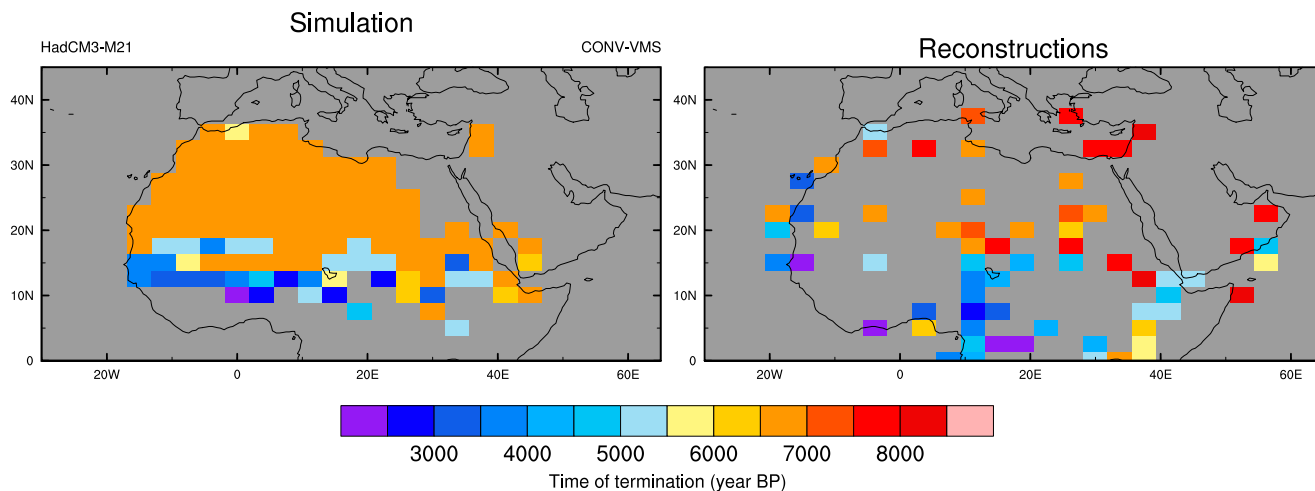 Simulation
HadCM3-M21 CONV-VMS
Reconstructions
40N 40N
30N 30N
20N 20N
10N 10N
0 0
20W 0 20E 40E 60E 20W 0 20E 40E 60E
3000 4000 5000 6000 7000 8000
Time of termination (year BP)